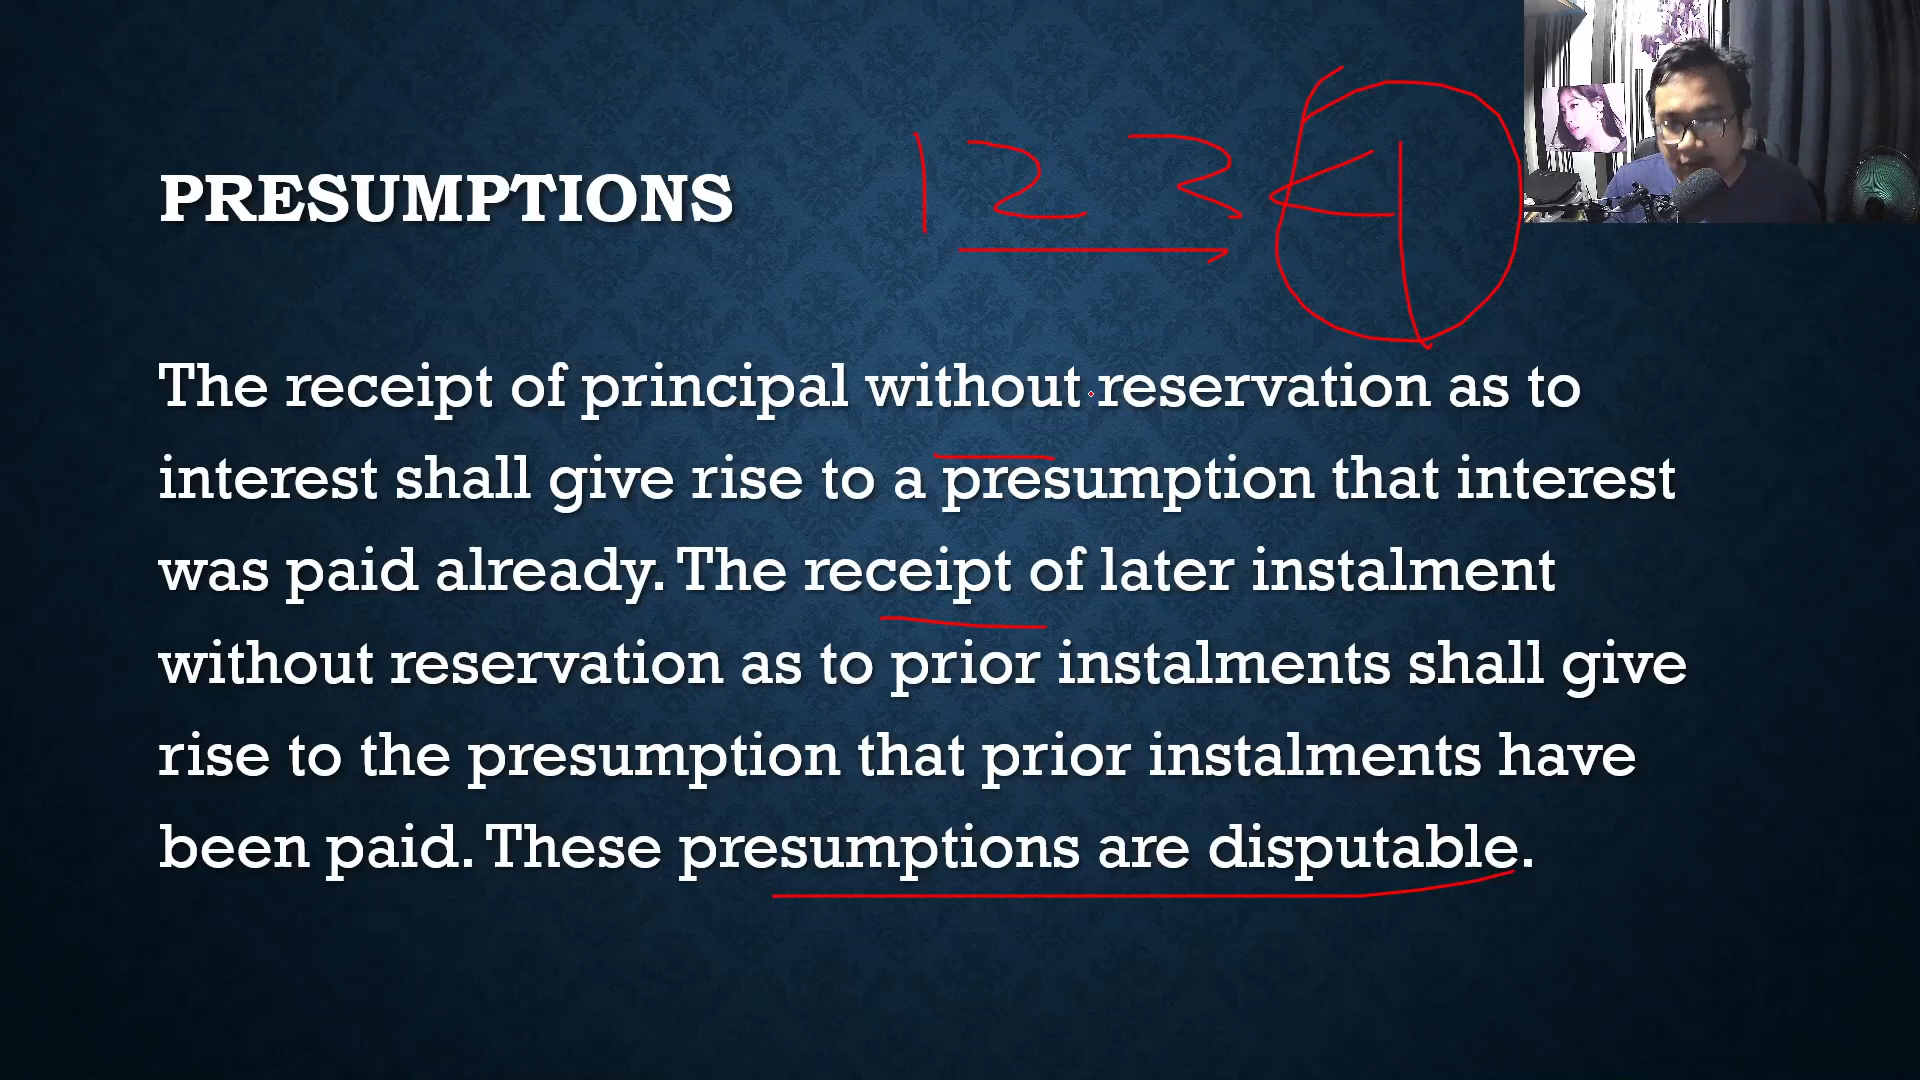 PRESUMPTIONS
1 2 3 4
The receipt of principal without reservation as to
interest shall give rise to a presumption that interest
was paid already. The receipt of later instalment
without reservation as to prior instalments shall give
rise to the presumption that prior instalments have
been paid. These presumptions are disputable.